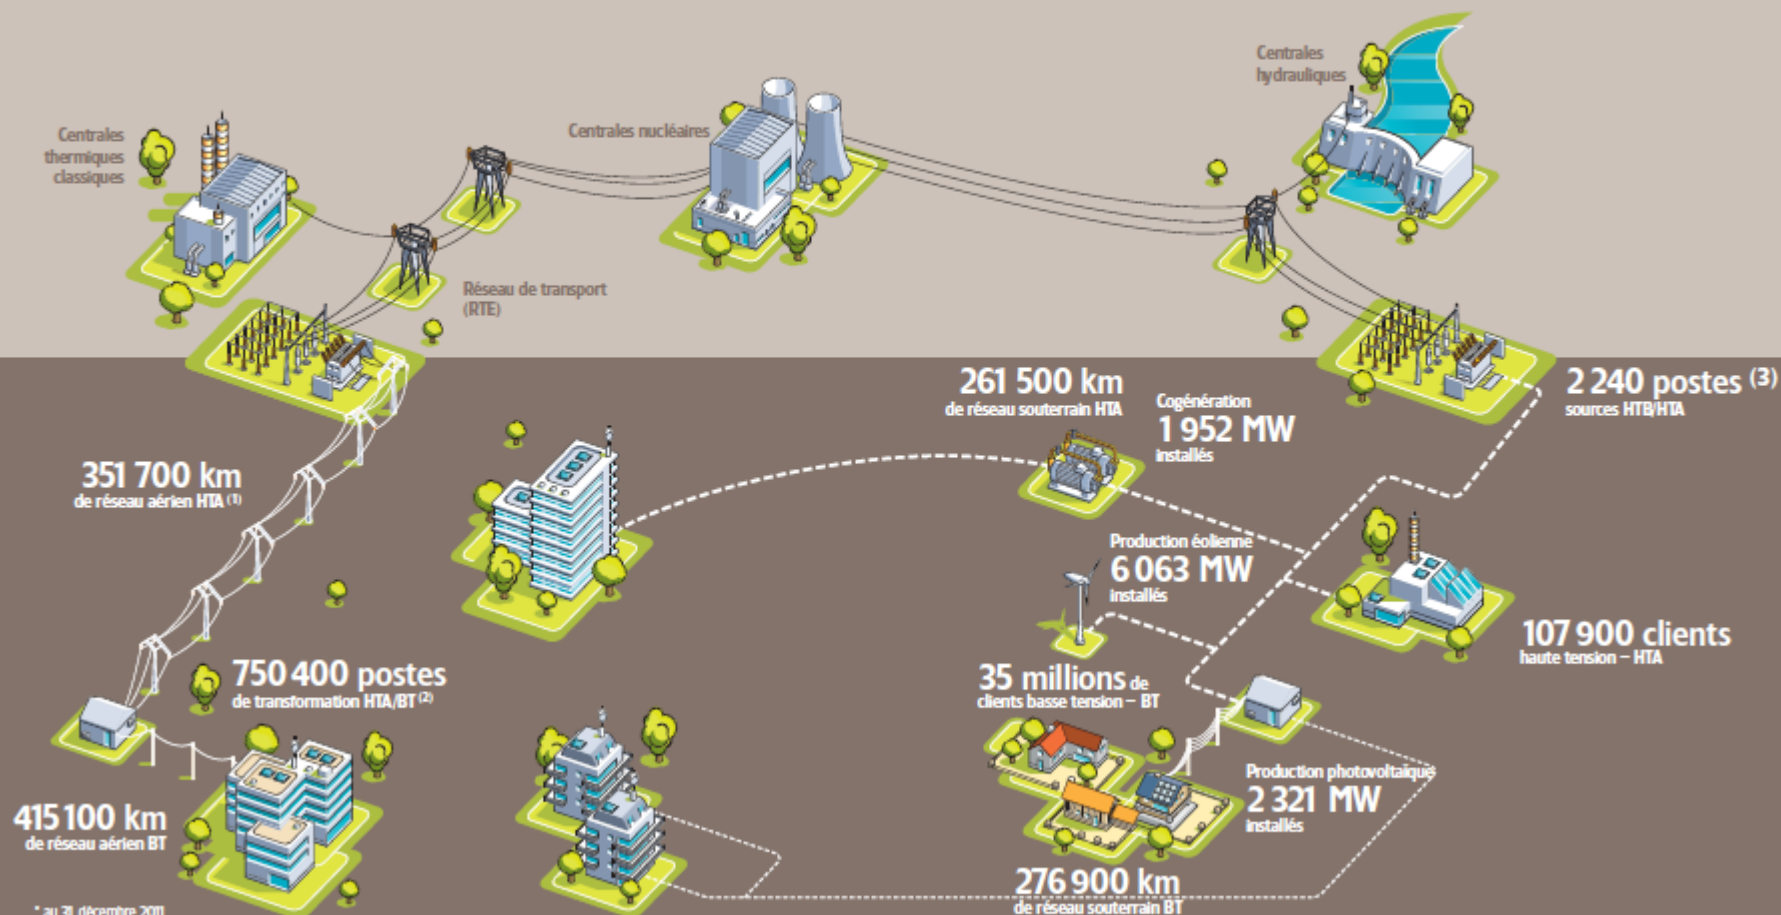 Centrales
hydrauliques
Centrales
thermiques
classiques
Centrales nucléaires
Réseau de transport
(RTE)
261 500 km
de réseau souterrain HTA
Cogénération
1 952 MW
installés
2 240 postes (3)
sources HTB/HTA
351 700 km
de réseau aérien HTA (1)
Production éolienne
6 063 MW
installés
107 900 clients
haute tension – HTA
750 400 postes
de transformation HTA/BT (2)
35 millions de
clients basse tension – BT
Production photovoltaïque
2 321 MW
installés
415 100 km
de réseau aérien BT
276 900 km
de réseau souterrain BT
* au 31 décembre 2011